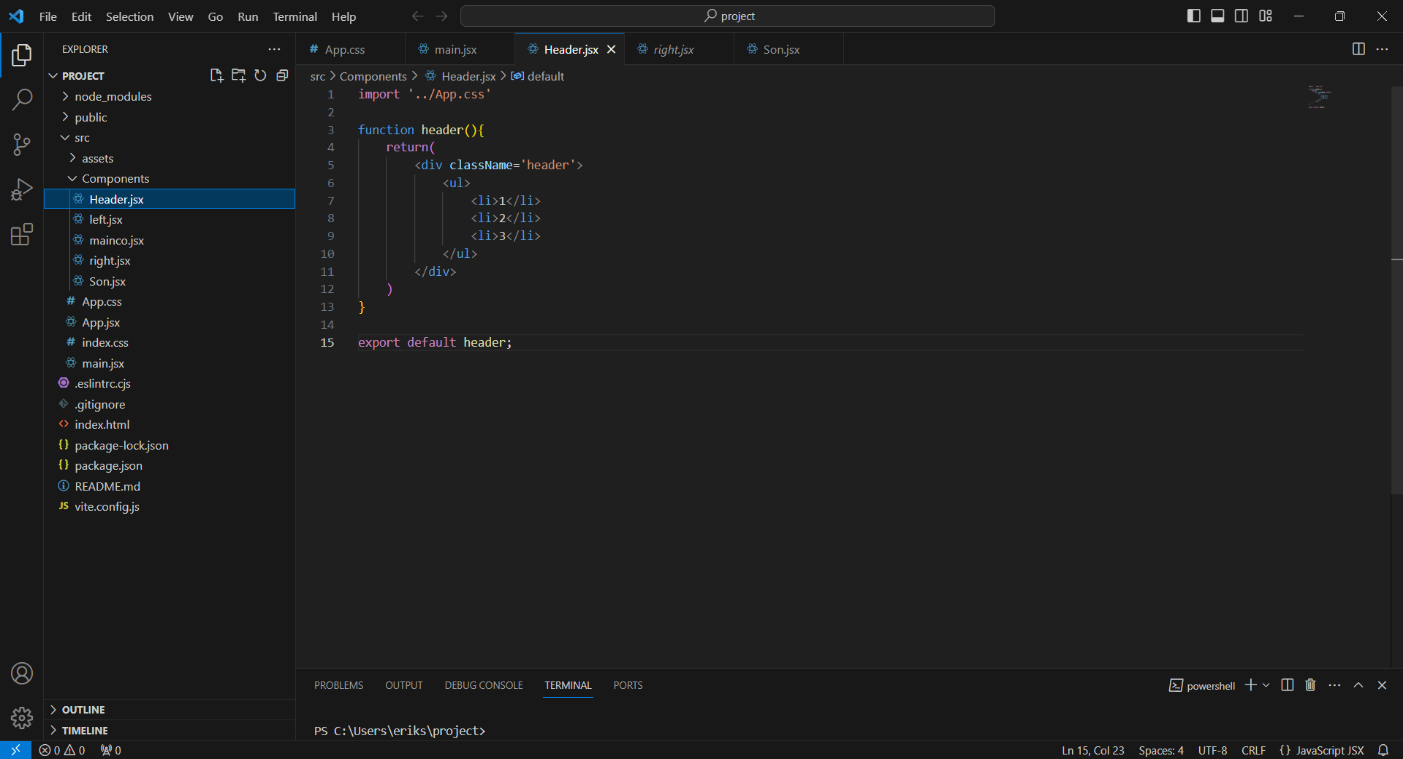 File Edit Selection View Go Run Terminal Help project
EXPLORER
PROJECT
node_modules
public
src
assets
Components
Header.jsx
left.jsx
mainco.jsx
right.jsx
Son.jsx
App.css
App.jsx
index.css
main.jsx
.eslintrc.cjs
.gitignore
index.html
package-lock.json
package.json
README.md
JS vite.config.js
OUTLINE
TIMELINE
# App.css main.jsx Header.jsx right.jsx Son.jsx
src > Components > Header.jsx > default
1 import '../App.css'
2
3 function header(){
4 return(
5 <div className='header'>
6 <ul>
7 <li>1</li>
8 <li>2</li>
9 <li>3</li>
10 </ul>
11 </div>
12 )
13 }
14
15 export default header;
PROBLEMS OUTPUT DEBUG CONSOLE TERMINAL PORTS powershell
PS C:\Users\eriks\project>
0 0 0 Ln 15, Col 23 Spaces: 4 UTF-8 CRLF {} JavaScript JSX